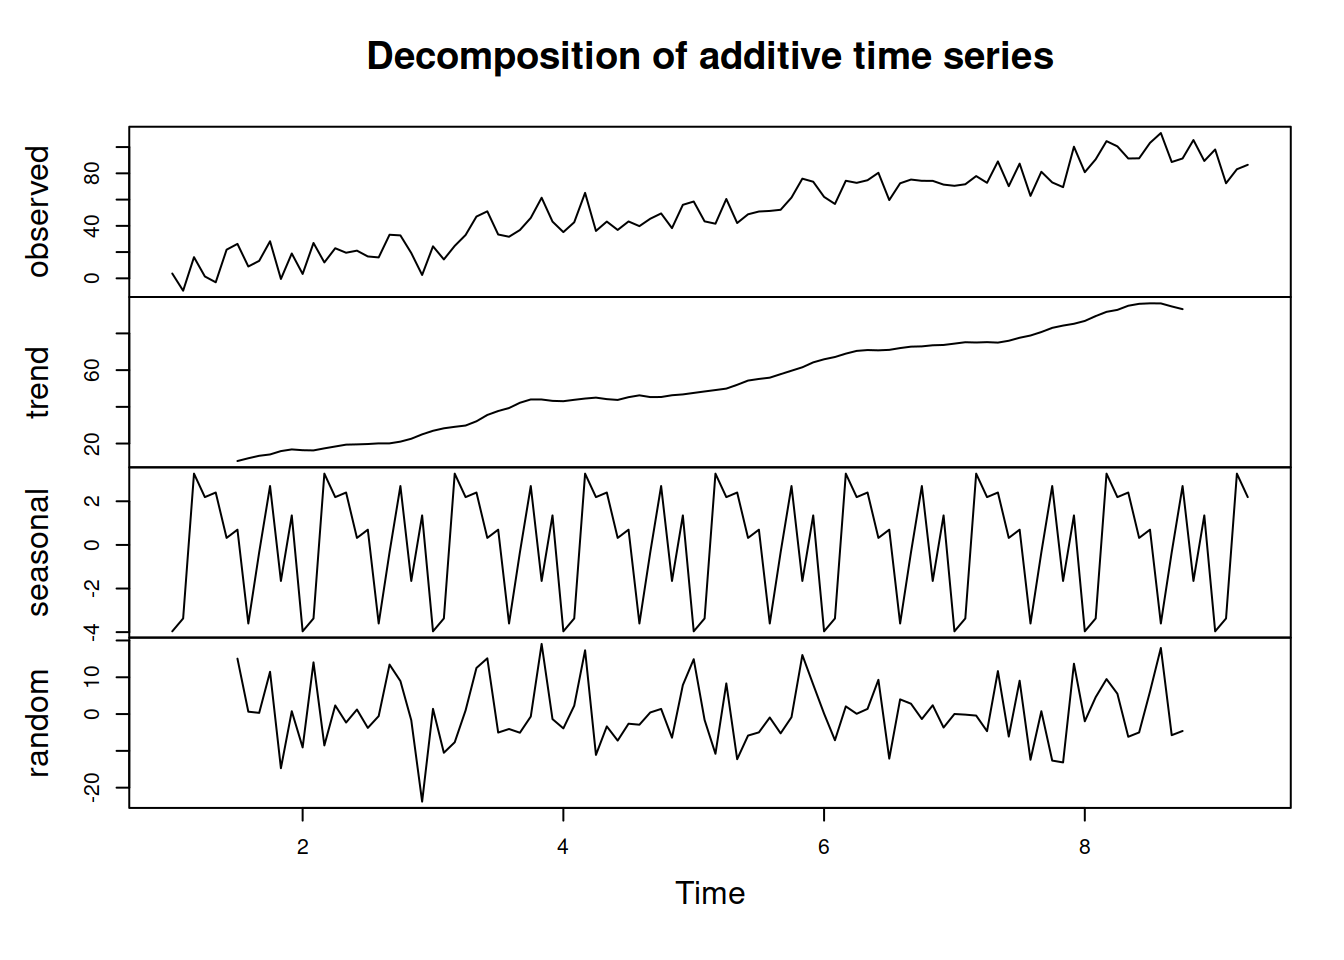 Decomposition of additive time series
observed
0 40 80
trend
20 60
seasonal
-4 -2 0 2
random
-20 0 10
2 4 6 8
Time